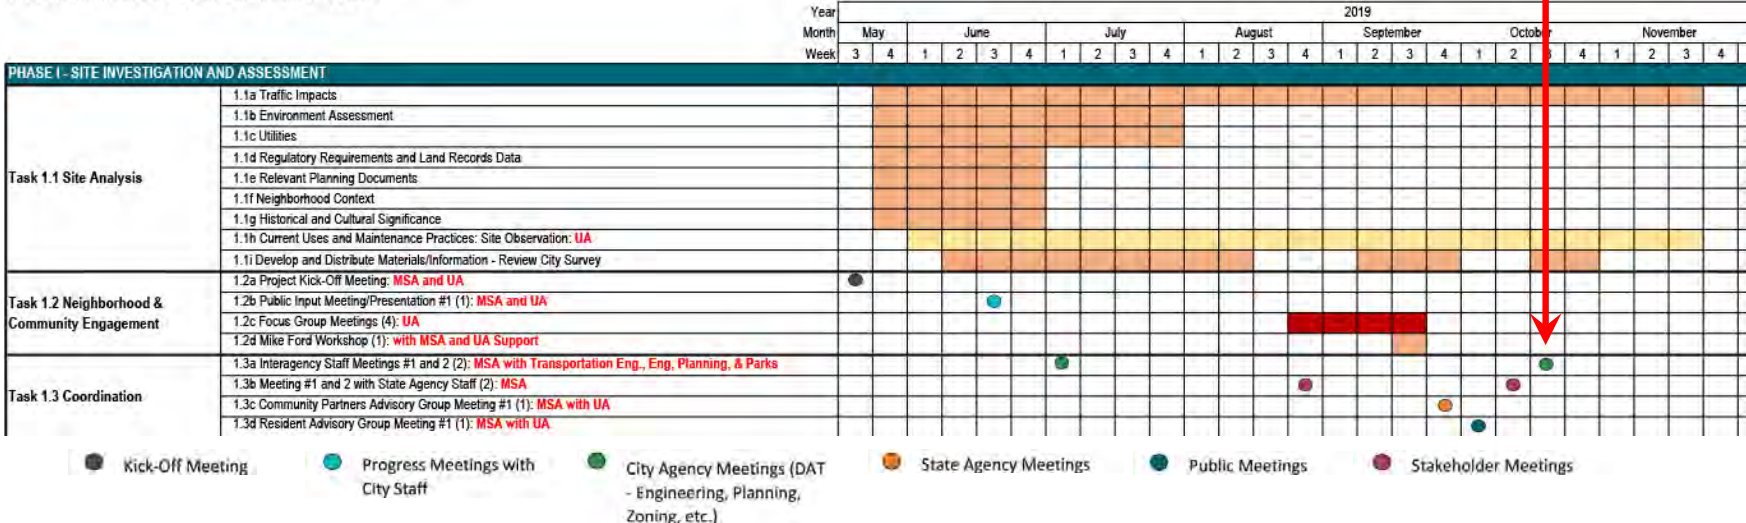 Year 2019
Month May June July August September October November
Week 3 4 1 2 3 4 1 2 3 4 1 2 3 4 1 2 3 4 1 2 3 4 1 2 3 4
PHASE I - SITE INVESTIGATION AND ASSESSMENT
Task 1.1 Site Analysis
1.1a Traffic Impacts
1.1b Environment Assessment
1.1c Utilities
1.1d Regulatory Requirements and Land Records Data
1.1e Relevant Planning Documents
1.1f Neighborhood Context
1.1g Historical and Cultural Significance
1.1h Current Uses and Maintenance Practices: Site Observation: UA
1.1i Develop and Distribute Materials/Information - Review City Survey
Task 1.2 Neighborhood &
Community Engagement
1.2a Project Kick-Off Meeting: MSA and UA
1.2b Public Input Meeting/Presentation #1 (1): MSA and UA
1.2c Focus Group Meetings (4): UA
1.2d Mike Ford Workshop (1): with MSA and UA Support
Task 1.3 Coordination
1.3a Interagency Staff Meetings #1 and 2 (2): MSA with Transportation Eng., Eng, Planning, & Parks
1.3b Meeting #1 and 2 with State Agency Staff (2): MSA
1.3c Community Partners Advisory Group Meeting #1 (1): MSA with UA
1.3d Resident Advisory Group Meeting #1 (1): MSA with UA
Kick-Off Meeting
Progress Meetings with
City Staff
City Agency Meetings (DAT
- Engineering, Planning,
Zoning, etc.)
State Agency Meetings
Public Meetings
Stakeholder Meetings